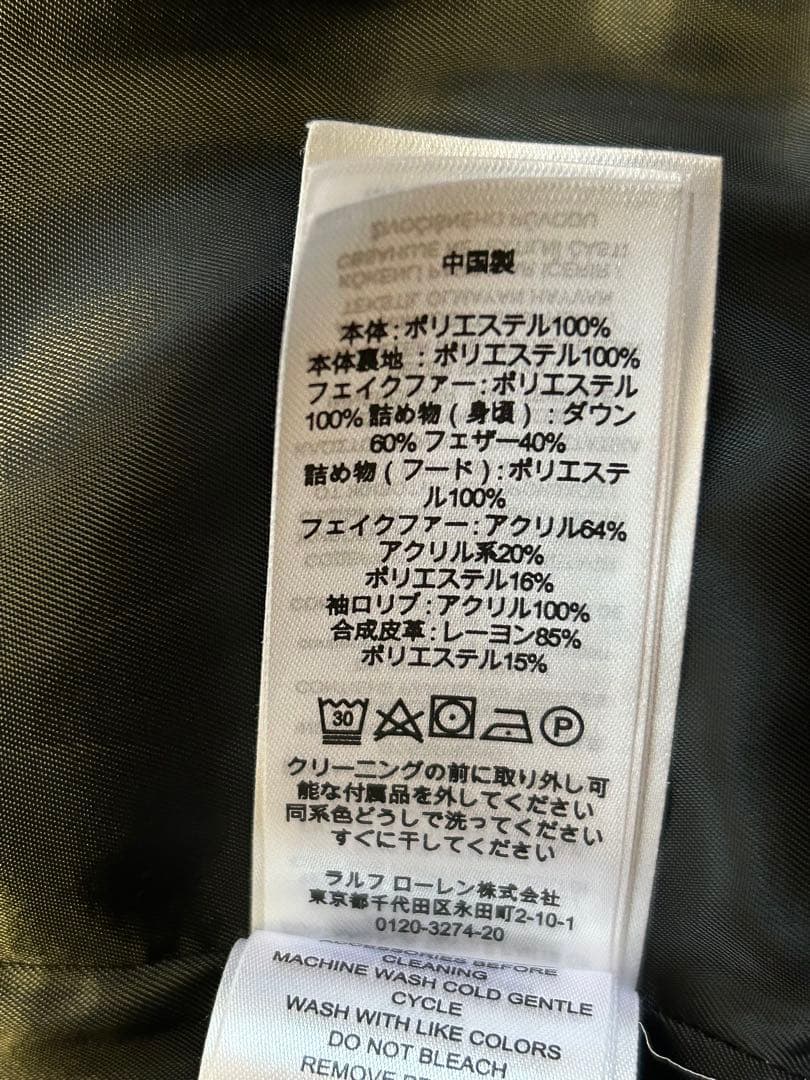 中国製
本体:ポリエステル100%
本体裏地:ポリエステル100%
フェイクファー:ポリエステル
100% 詰め物(身頃):ダウン
60% フェザー40%
詰め物(フード):ポリエステ
ル100%
フェイクファー:アクリル64%
アクリル系20%
ポリエステル16%
袖口リブ:アクリル100%
合成皮革:レーヨン85%
ポリエステル15%
30
P
クリーニングの前に取り外し可
能な付属品を外してください
同系色どうしで洗ってください
すぐに干してください
ラルフ ローレン株式会社
東京都千代田区永田町2-10-1
0120-3274-20
ACCESSORIES BEFORE
CLEANING
MACHINE WASH COLD GENTLE
CYCLE
WASH WITH LIKE COLORS
DO NOT BLEACH
REMOVE